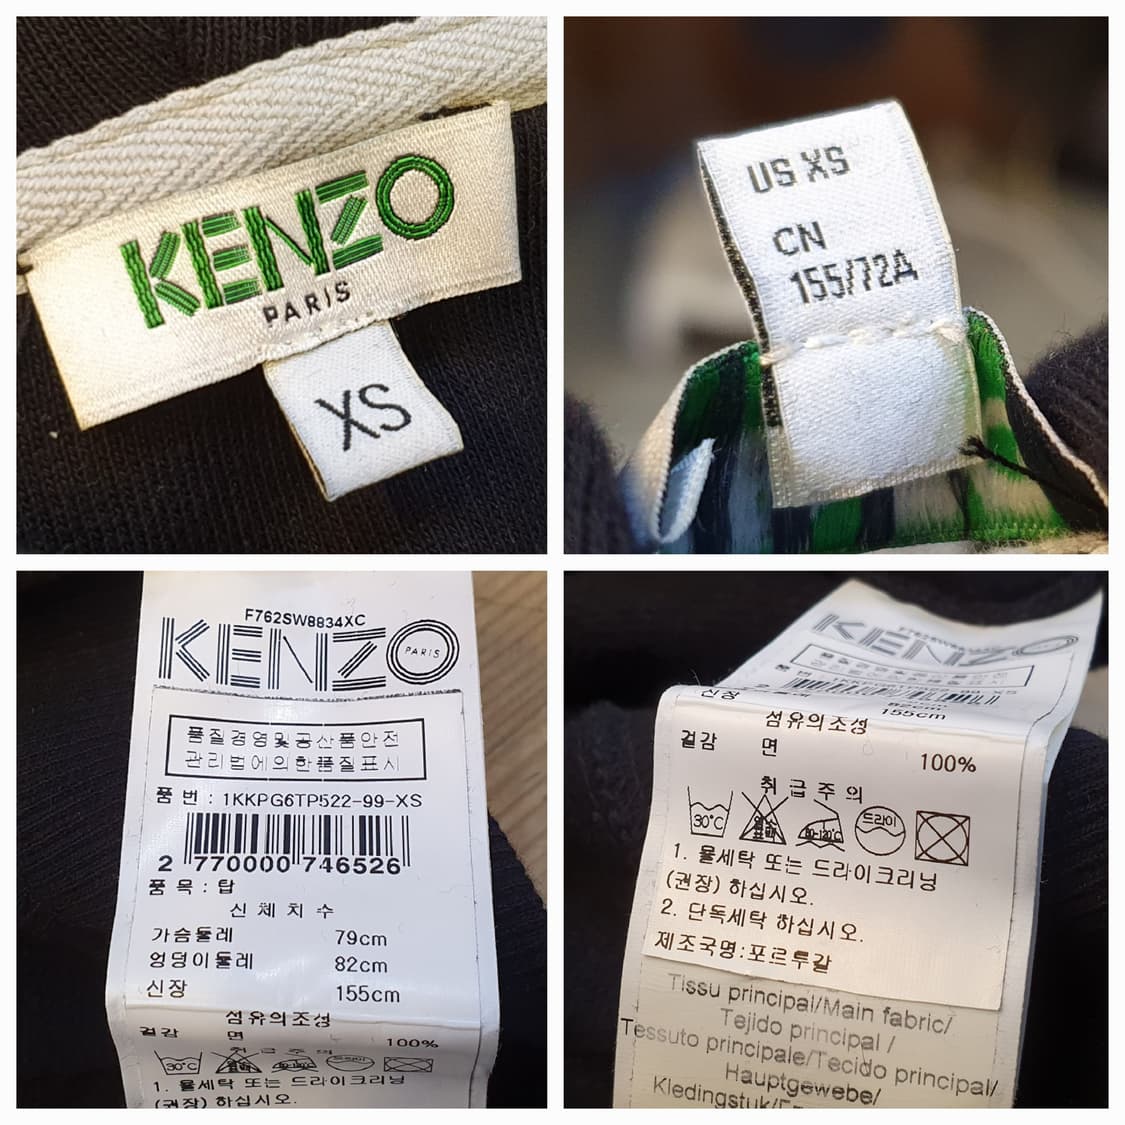 KENZO
PARIS
XS
US XS
CN
155/72A
F762SW8834XC
KENZO
PARIS
품질경영및공산품안전
관리법에의한품질표시
품 번 : 1KKPG6TP522-99-XS
2 770000 746526
품 목 : 탑
신 체 치 수
가슴둘레 79cm
엉덩이둘레 82cm
신장 155cm
섬유의조성
겉감 면 100%
취 급 주 의
30°C
드라이
1. 물세탁 또는 드라이크리닝
(권장) 하십시오.
KENZO
신장 155cm
섬유의조성
겉감 면 100%
취 급 주 의
30°C
80-120°C
드라이
1. 물세탁 또는 드라이크리닝
(권장) 하십시오.
2. 단독세탁 하십시오.
제조국명:포르투갈
Tissu principal/Main fabric/
Tejido principal /
Tessuto principale/Tecido principal/
Hauptgewebe/
Kledingstuk/